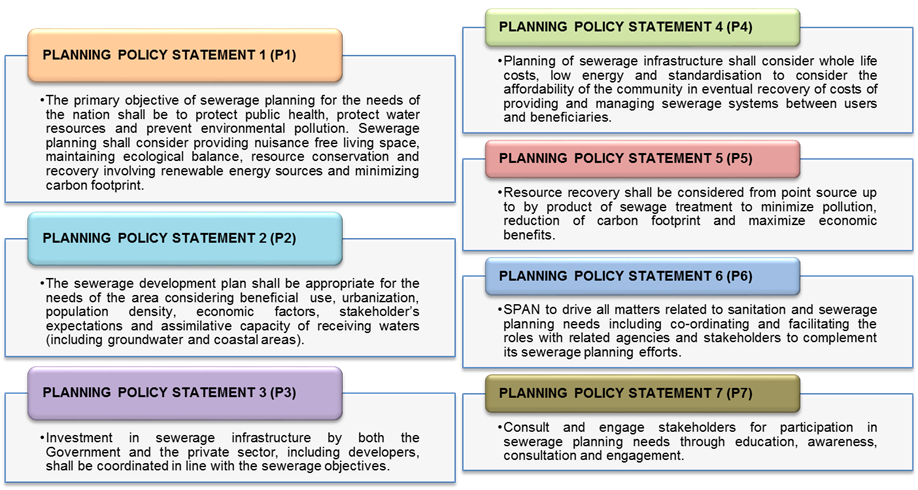 PLANNING POLICY STATEMENT 1 (P1)
•The primary objective of sewerage planning for the needs of
the nation shall be to protect public health, protect water
resources and prevent environmental pollution. Sewerage
planning shall consider providing nuisance free living space,
maintaining ecological balance, resource conservation and
recovery involving renewable energy sources and minimizing
carbon footprint.
PLANNING POLICY STATEMENT 2 (P2)
•The sewerage development plan shall be appropriate for the
needs of the area considering beneficial use, urbanization,
population density, economic factors, stakeholder's
expectations and assimilative capacity of receiving waters
(including groundwater and coastal areas).
PLANNING POLICY STATEMENT 3 (P3)
•Investment in sewerage infrastructure by both the
Government and the private sector, including developers,
shall be coordinated in line with the sewerage objectives.
PLANNING POLICY STATEMENT 4 (P4)
•Planning of sewerage infrastructure shall consider whole life
costs, low energy and standardisation to consider the
affordability of the community in eventual recovery of costs of
providing and managing sewerage systems between users
and beneficiaries.
PLANNING POLICY STATEMENT 5 (P5)
•Resource recovery shall be considered from point source up
to by product of sewage treatment to minimize pollution,
reduction of carbon footprint and maximize economic
benefits.
PLANNING POLICY STATEMENT 6 (P6)
•SPAN to drive all matters related to sanitation and sewerage
planning needs including co-ordinating and facilitating the
roles with related agencies and stakeholders to complement
its sewerage planning efforts.
PLANNING POLICY STATEMENT 7 (P7)
•Consult and engage stakeholders for participation in
sewerage planning needs through education, awareness,
consultation and engagement.